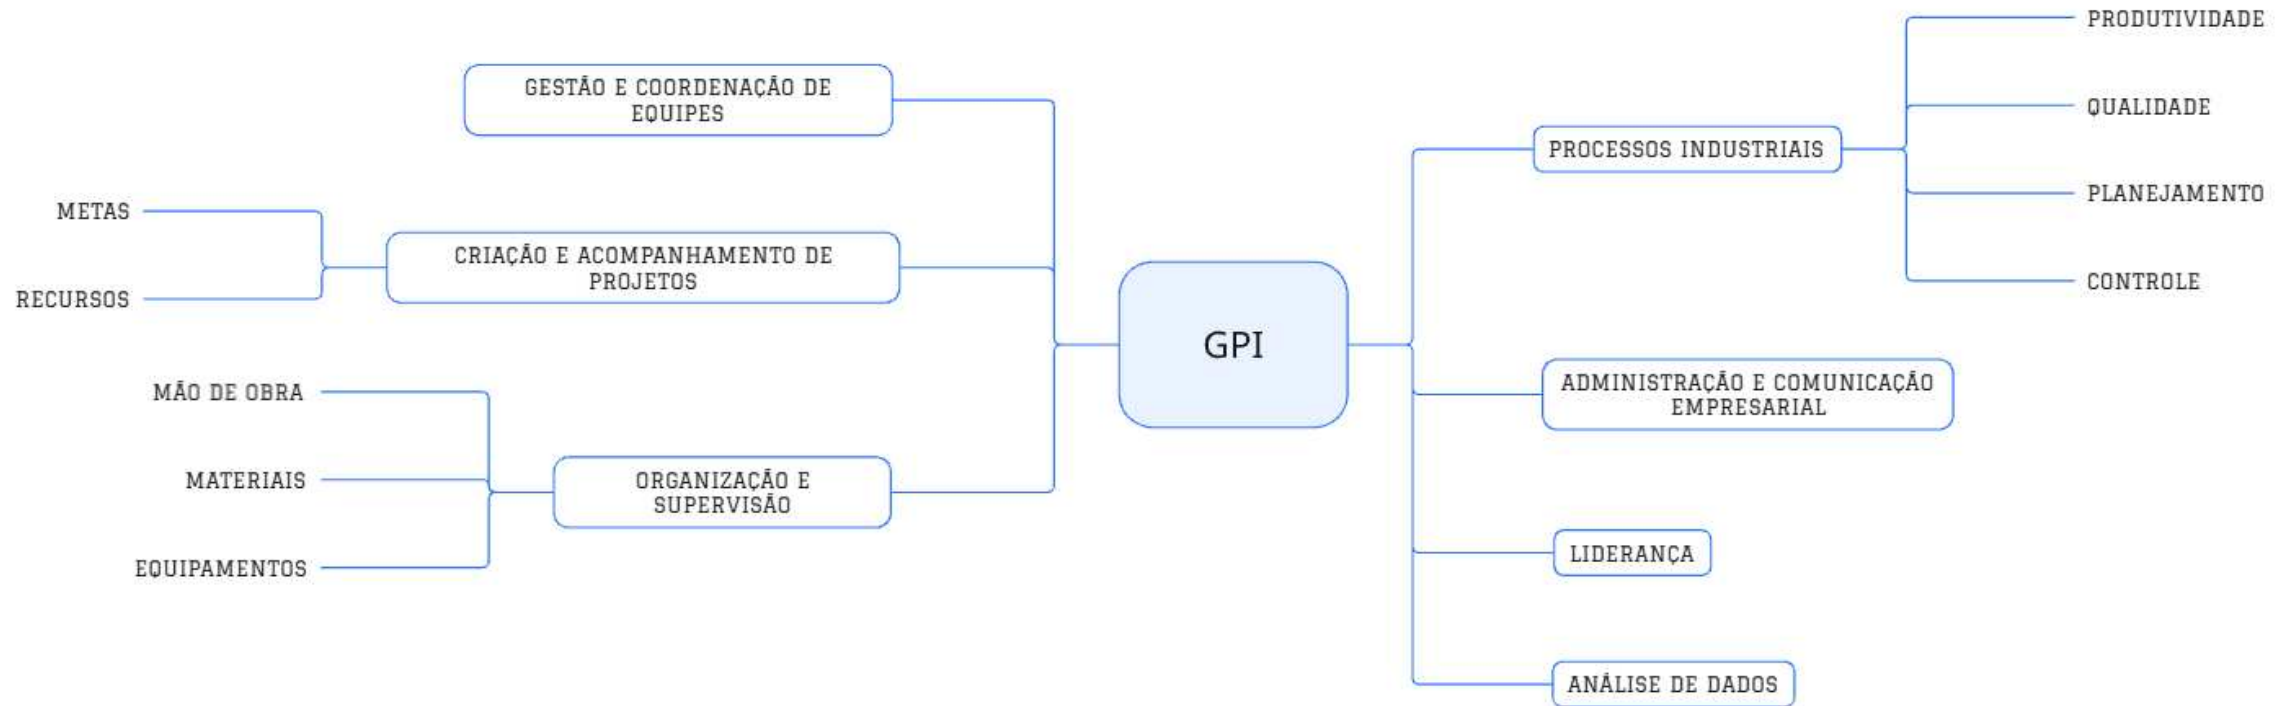 GESTÃO E COORDENAÇÃO DE
EQUIPES
METAS
CRIAÇÃO E ACOMPANHAMENTO DE
PROJETOS
RECURSOS
MÃO DE OBRA
MATERIAIS
ORGANIZAÇÃO E
SUPERVISÃO
EQUIPAMENTOS
GPI
PRODUTIVIDADE
QUALIDADE
PROCESSOS INDUSTRIAIS
PLANEJAMENTO
CONTROLE
ADMINISTRAÇÃO E COMUNICAÇÃO
EMPRESARIAL
LIDERANÇA
ANÁLISE DE DADOS